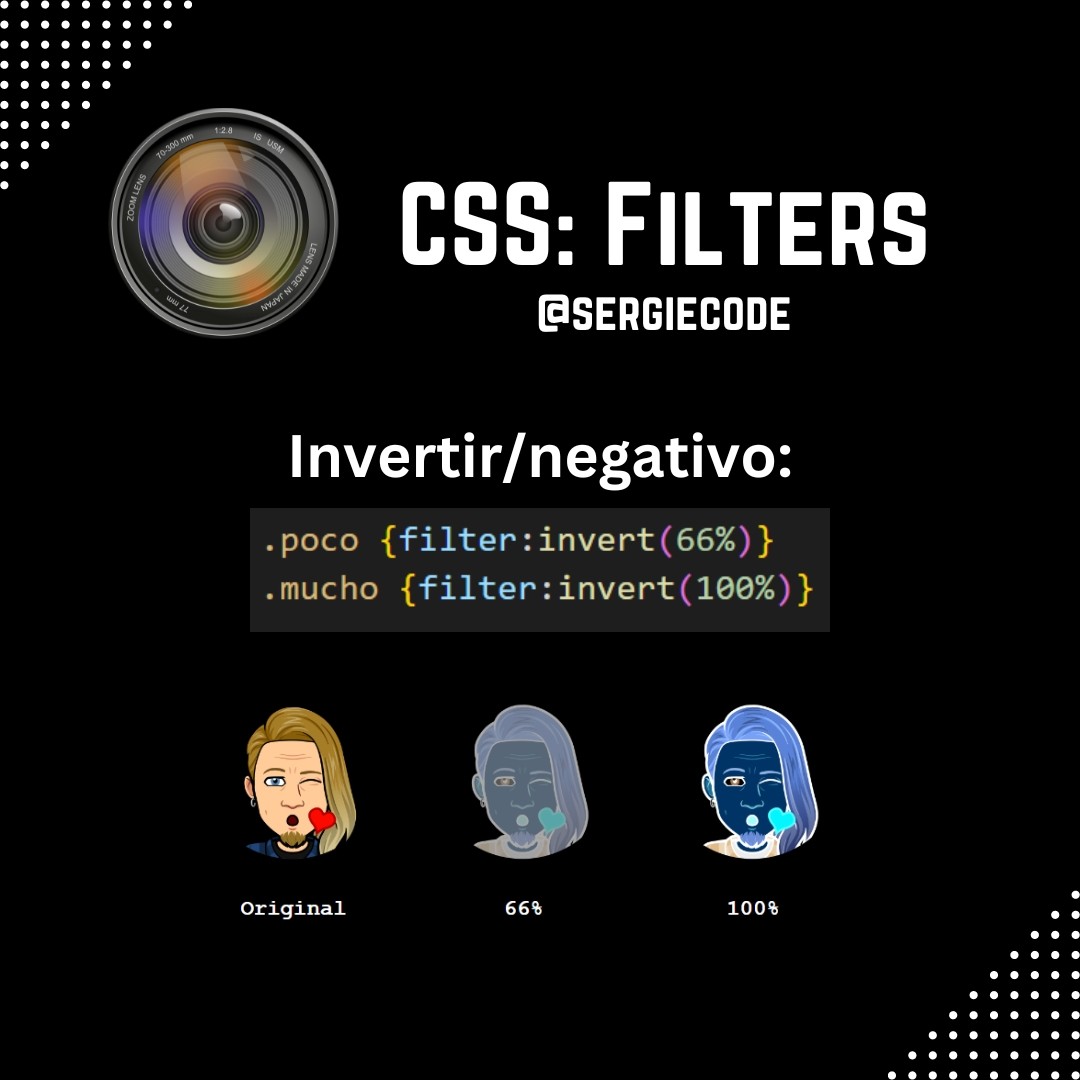 ZOOM LENS 70-300 mm 1:2.8 IS USM
LENS MADE IN JAPAN
77 mm
CSS: FILTERS
@SERGIECODE
Invertir/negativo:
.poco {filter:invert(66%)}
.mucho {filter:invert(100%)}
Original
66%
100%